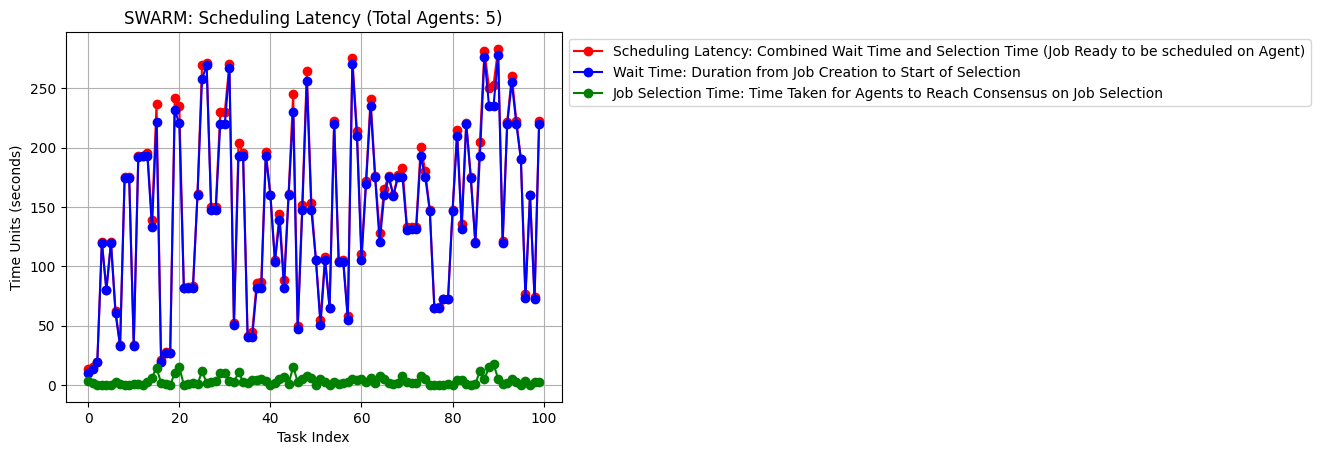 SWARM: Scheduling Latency (Total Agents: 5)
Scheduling Latency: Combined Wait Time and Selection Time (Job Ready to be scheduled on Agent)
Wait Time: Duration from Job Creation to Start of Selection
Job Selection Time: Time Taken for Agents to Reach Consensus on Job Selection
Time Units (seconds)
250
200
150
100
50
0
0 20 40 60 80 100
Task Index